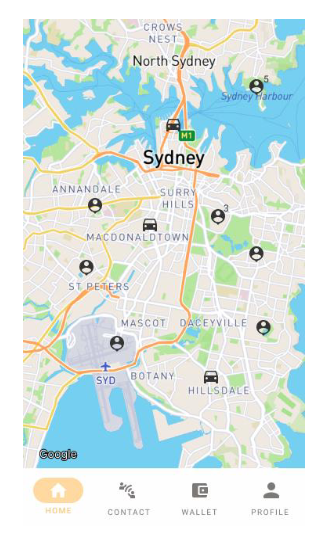 CROWS
NEST
North Sydney
5
Sydney Harbour
M1
Sydney
ANNANDALE
SURRY
HILLS
3
MACDONALDTOWN
ST PETERS
MASCOT
DACEYVILLE
SYD
BOTANY
HILLSDALE
Google
HOME
CONTACT
WALLET
PROFILE